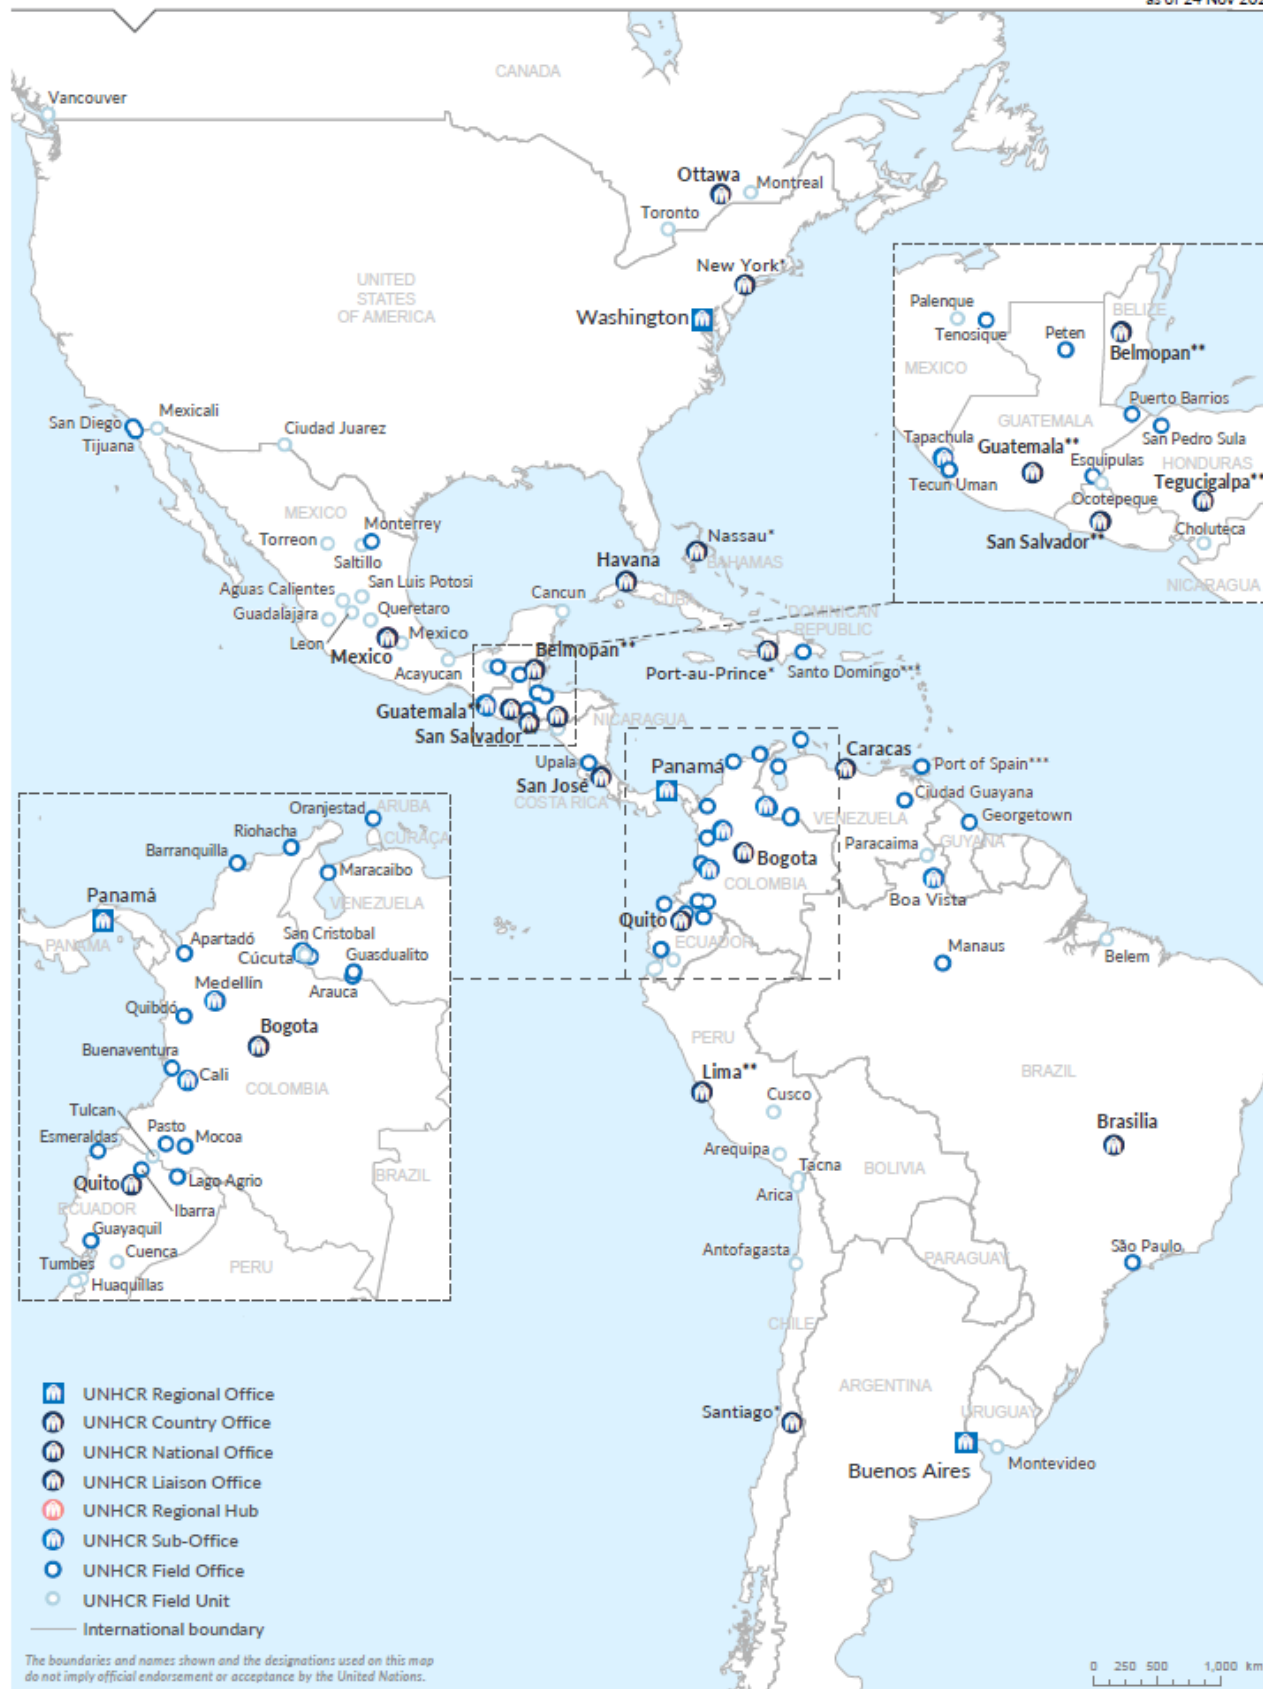 as of 24 Nov 202
CANADA
Vancouver
Ottawa
Montreal
Toronto
New York*
UNITED
STATES
OF AMERICA
Washington
San Diego
Mexicali
Tijuana
Ciudad Juarez
MEXICO
Monterrey
Torreon
Saltillo
Aguas Calientes
San Luis Potosi
Guadalajara
Queretaro
Leon
Mexico
Mexico
Acayucan
Cancun
Havana
CUBA
Nassau*
BAHAMAS
DOMINICAN
REPUBLIC
Port-au-Prince*
Santo Domingo***
Belmopan**
Guatemala**
San Salvador
NICARAGUA
Upala
San José
COSTA RICA
Panamá
Caracas
Port of Spain***
Ciudad Guayana
VENEZUELA
Georgetown
Paracaima
GUYANA
Bogota
COLOMBIA
Boa Vista
Quito
ECUADOR
Manaus
Belem
PERU
BRAZIL
Lima**
Cusco
Brasilia
Arequipa
Tacna
BOLIVIA
Arica
Antofagasta
PARAGUAY
São Paulo
CHILE
ARGENTINA
Santiago*
URUGUAY
Buenos Aires
Montevideo
Palenque
Tenosique
Peten
BELIZE
Belmopan**
MEXICO
Puerto Barrios
GUATEMALA
San Pedro Sula
Tapachula
Guatemala**
Esquipulas
HONDURAS
Tecun Uman
Tegucigalpa**
Ocotepeque
San Salvador**
Choluteca
NICARAGUA
Oranjestad
ARUBA
Riohacha
CURAÇA
Barranquilla
Maracaibo
Panamá
VENEZUELA
PANAMA
Apartadó
San Cristobal
Cúcuta
Guasdualito
Medellín
Arauca
Quibdó
Bogota
Buenaventura
Cali
COLOMBIA
Tulcan
Esmeraldas
Pasto
Mocoa
Quito
Lago Agrio
BRAZIL
ECUADOR
Ibarra
Guayaquil
Cuenca
Tumbes
PERU
Huaquillas
UNHCR Regional Office
UNHCR Country Office
UNHCR National Office
UNHCR Liaison Office
UNHCR Regional Hub
UNHCR Sub-Office
UNHCR Field Office
UNHCR Field Unit
International boundary
The boundaries and names shown and the designations used on this map
do not imply official endorsement or acceptance by the United Nations.
0 250 500 1,000 km